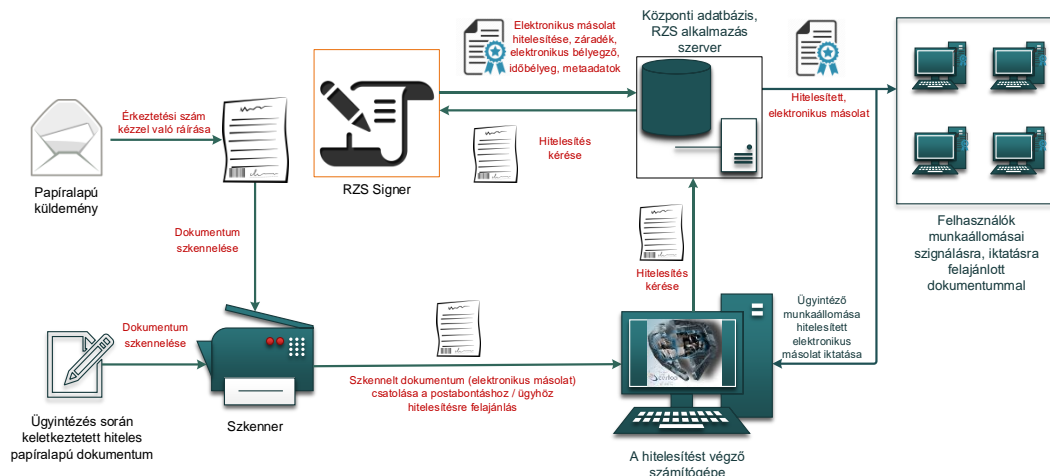 Elektronikus másolat
hitelesítése, záradék,
elektronikus bélyegző,
időbélyeg, metaadatok
Központi adatbázis,
RZS alkalmazás
szerver
Érkeztetési szám
kézzel való ráírása
Hitelesített,
elektronikus másolat
Hitelesítés
kérése
Papíralapú
küldemény
RZS Signer
Felhasználók
munkaállomásai
szignálásra, iktatásra
felajánlott
dokumentummal
Dokumentum
szkennelése
Hitelesítés
kérése
Ügyintéző
munkaállomása
hitelesített
elektronikus
másolat iktatása
Dokumentum
szkennelése
Szkennelt dokumentum (elektronikus másolat)
csatolása a postabontáshoz / ügyhöz
hitelesítésre felajánlás
Ügyintézés során
keletkeztetett hiteles
papíralapú dokumentum
Szkenner
A hitelesítést végző
számítógépe